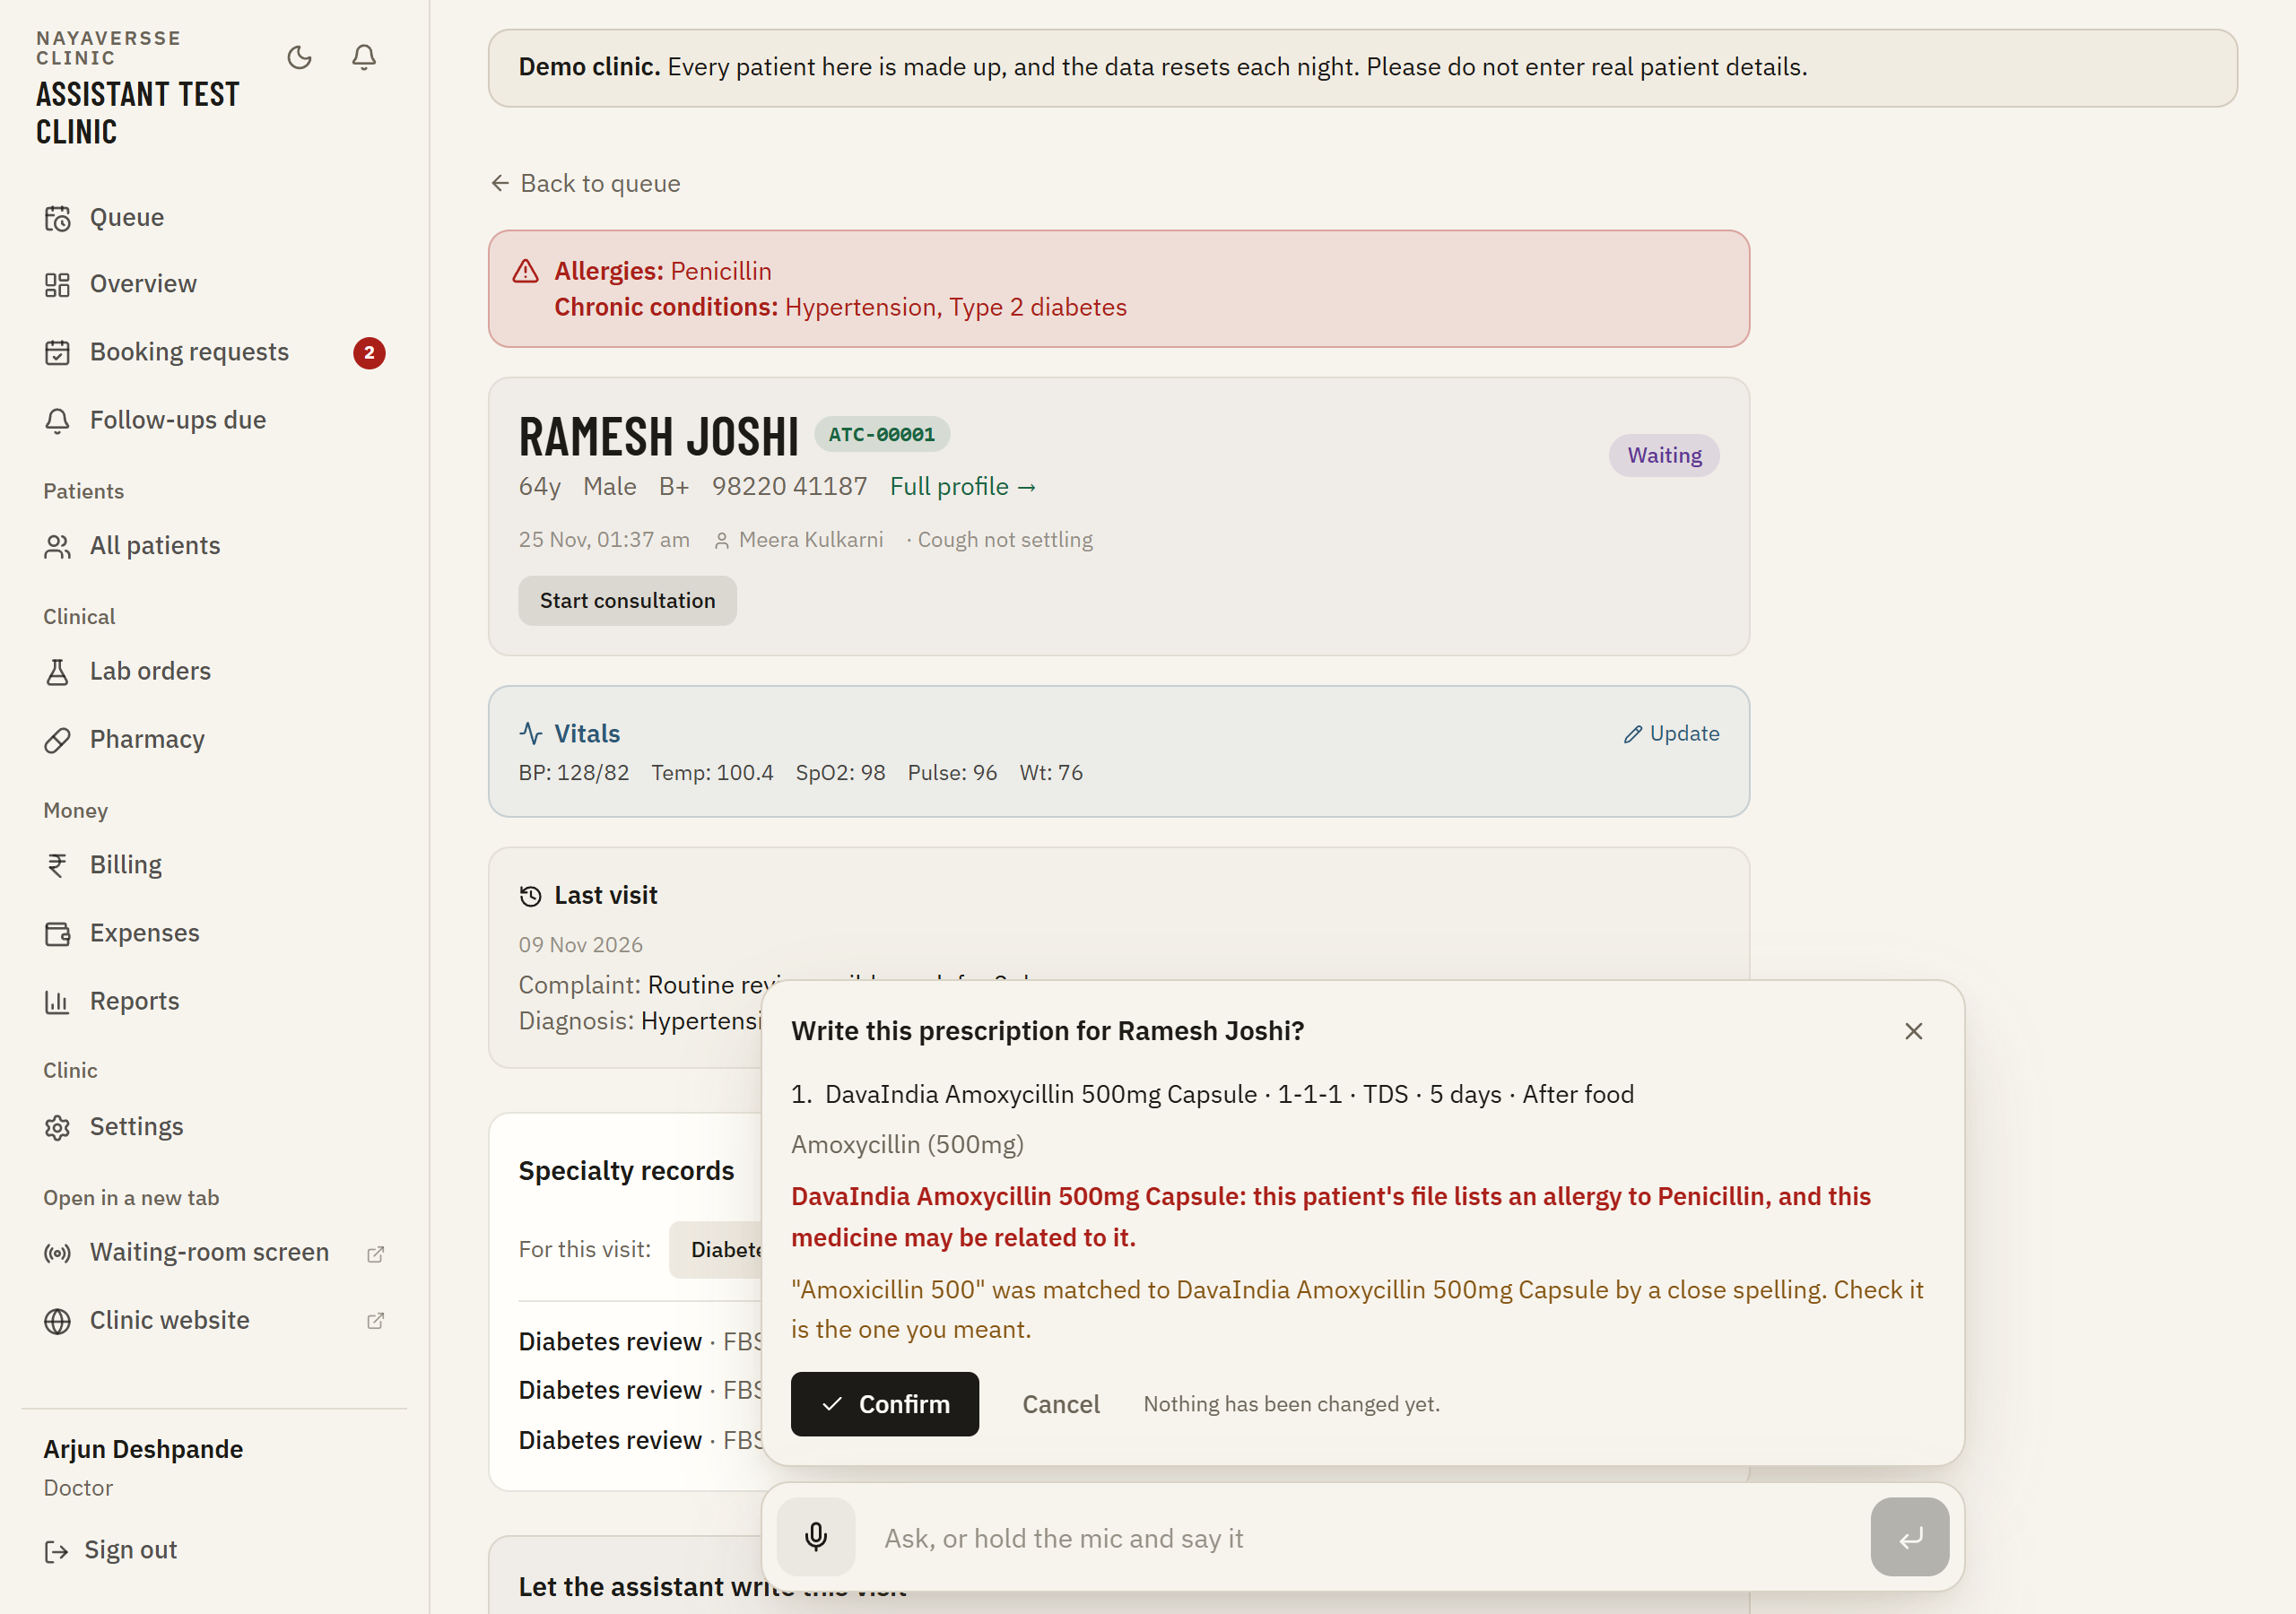 NAYAVERSSE
CLINIC
ASSISTANT TEST
CLINIC
Queue
Overview
Booking requests 2
Follow-ups due
Patients
All patients
Clinical
Lab orders
Pharmacy
Money
Billing
Expenses
Reports
Clinic
Settings
Open in a new tab
Waiting-room screen
Clinic website
Arjun Deshpande
Doctor
Sign out
Demo clinic. Every patient here is made up, and the data resets each night. Please do not enter real patient details.
← Back to queue
Allergies: Penicillin
Chronic conditions: Hypertension, Type 2 diabetes
RAMESH JOSHI ATC-00001
Waiting
64y Male B+ 98220 41187 Full profile →
25 Nov, 01:37 am Meera Kulkarni · Cough not settling
Start consultation
Vitals Update
BP: 128/82 Temp: 100.4 SpO2: 98 Pulse: 96 Wt: 76
Last visit
09 Nov 2026
Complaint: Routine
Diagnosis:
Specialty records
For this visit:
Diabetes review · FBS
Diabetes review · FBS
Diabetes review · FBS
Write this prescription for Ramesh Joshi?
1. DavaIndia Amoxycillin 500mg Capsule · 1-1-1 · TDS · 5 days · After food
Amoxycillin (500mg)
DavaIndia Amoxycillin 500mg Capsule: this patient's file lists an allergy to Penicillin, and this
medicine may be related to it.
"Amoxicillin 500" was matched to DavaIndia Amoxycillin 500mg Capsule by a close spelling. Check it
is the one you meant.
Confirm Cancel Nothing has been changed yet.
Ask, or hold the mic and say it
Let the assistant write this visit